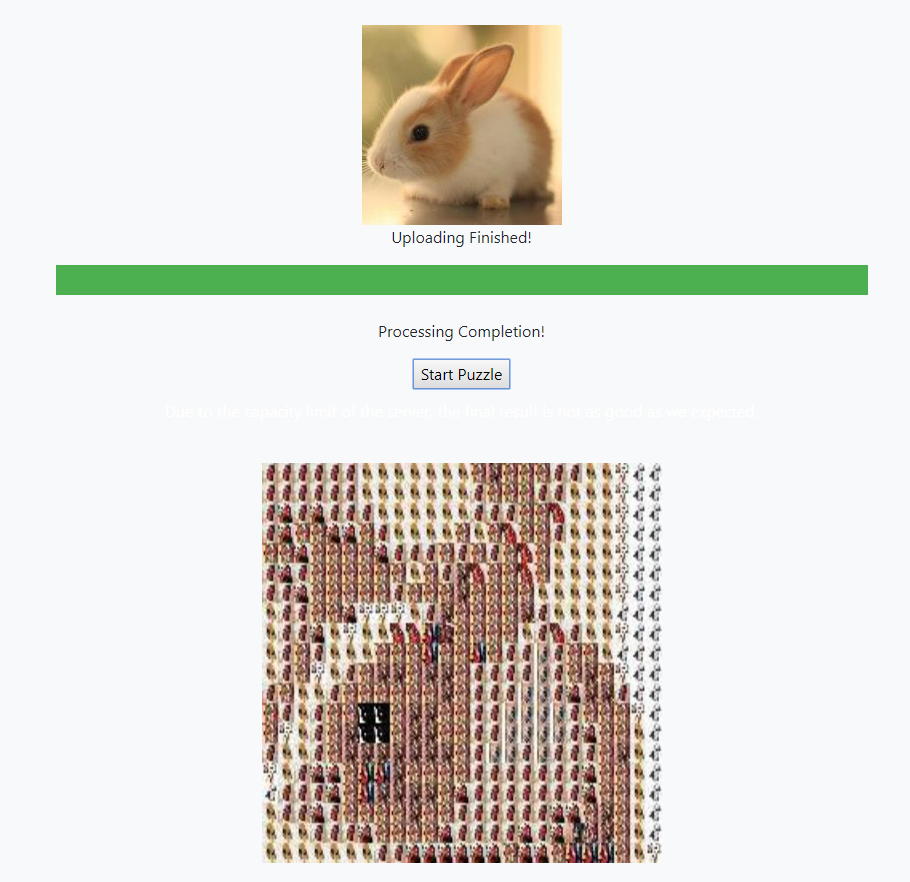 Uploading Finished!
Processing Completion!
Start Puzzle
Due to the capacity limit of the server, the final result is not as good as we expected.